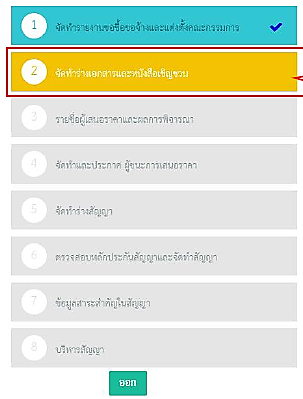 1 จัดทำรายงานขอซื้อขอจ้างและแต่งตั้งคณะกรรมการ
2 จัดทำร่างเอกสารและหนังสือเชิญชวน
3 รายชื่อผู้เสนอราคาและผลการพิจารณา
4 จัดทำและประกาศ ผู้ชนะการเสนอราคา
5 จัดทำร่างสัญญา
6 ตรวจสอบหลักประกันสัญญาและจัดทำสัญญา
7 ข้อมูลสาระสำคัญในสัญญา
8 บริหารสัญญา
ออก